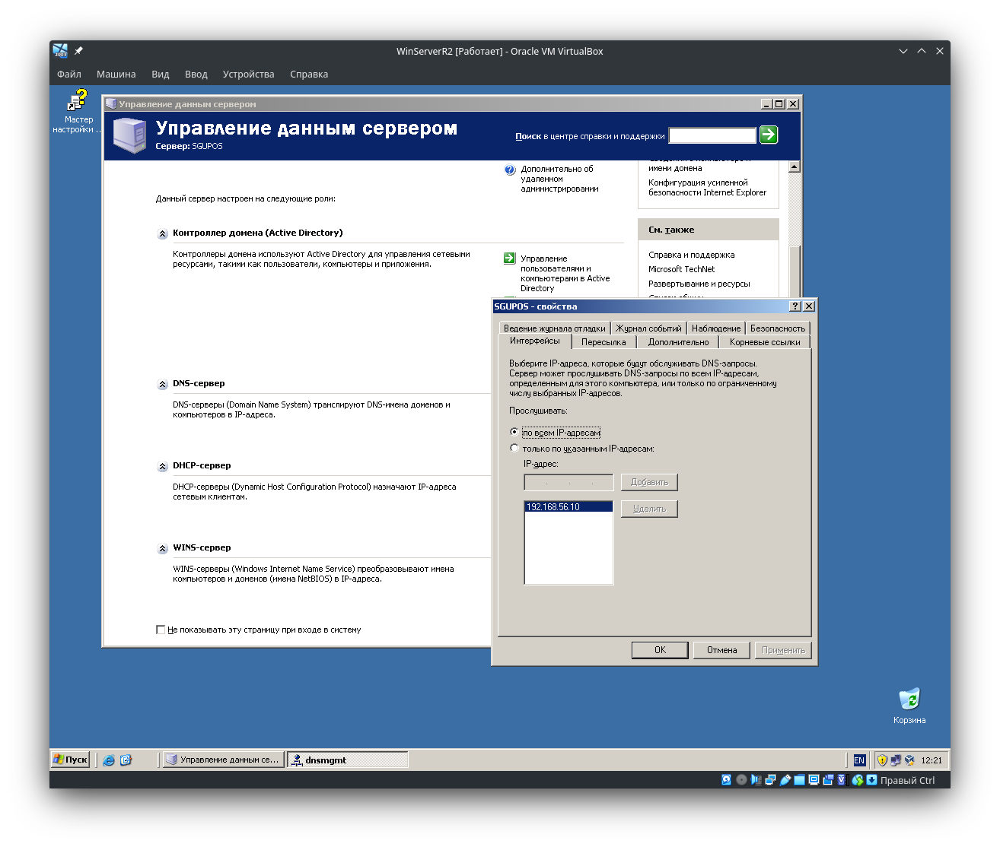 WinServerR2 [Работает] - Oracle VM VirtualBox
Файл Машина Вид Ввод Устройства Справка
Мастер
настройки ...
Управление данным сервером
Управление данным сервером
Сервер: SGUPOS
Поиск в центре справки и поддержки
Дополнительно об
удаленном
администрировании
имени домена
Конфигурация усиленной
безопасности Internet Explorer
Данный сервер настроен на следующие роли:
См. также
Справка и поддержка
Microsoft TechNet
Развертывание и ресурсы
Контроллер домена (Active Directory)
Контроллеры домена используют Active Directory для управления сетевыми
ресурсами, такими как пользователи, компьютеры и приложения.
Управление
пользователями и
компьютерами в Active
Directory
DNS-сервер
DNS-серверы (Domain Name System) транслируют DNS-имена доменов и
компьютеров в IP-адреса.
DHCP-сервер
DHCP-серверы (Dynamic Host Configuration Protocol) назначают IP-адреса
сетевым клиентам.
WINS-сервер
WINS-серверы (Windows Internet Name Service) преобразовывают имена
компьютеров и доменов (имена NetBIOS) в IP-адреса.
Не показывать эту страницу при входе в систему
SGUPOS - свойства
Ведение журнала отладки Журнал событий Наблюдение Безопасность
Интерфейсы Пересылка Дополнительно Корневые ссылки
Выберите IP-адреса, которые будут обслуживать DNS-запросы.
Сервер может прослушивать DNS-запросы по всем IP-адресам,
определенным для этого компьютера, или только по ограниченному
числу выбранных IP-адресов.
Прослушивать:
по всем IP-адресам
только по указанным IP-адресам:
IP-адрес:
Добавить
192.168.56.10
Удалить
OK Отмена Применить
Корзина
Пуск
Управление данным се...
dnsmgmt
EN
12:21
Правый Ctrl